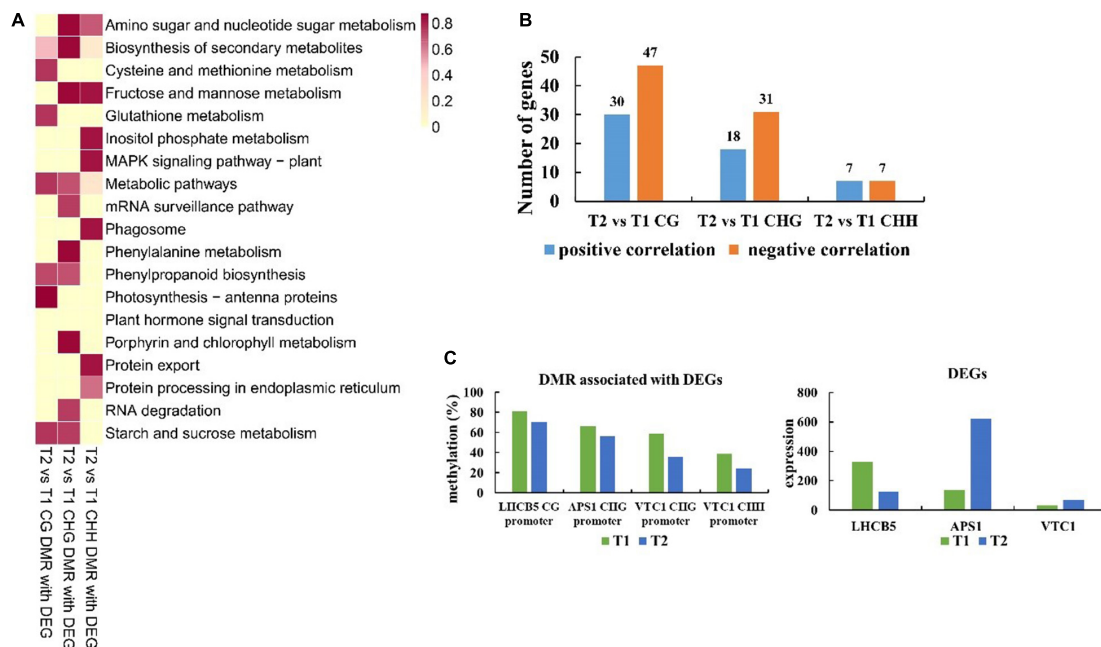 A
Amino sugar and nucleotide sugar metabolism
Biosynthesis of secondary metabolites
Cysteine and methionine metabolism
Fructose and mannose metabolism
Glutathione metabolism
Inositol phosphate metabolism
MAPK signaling pathway − plant
Metabolic pathways
mRNA surveillance pathway
Phagosome
Phenylalanine metabolism
Phenylpropanoid biosynthesis
Photosynthesis − antenna proteins
Plant hormone signal transduction
Porphyrin and chlorophyll metabolism
Protein export
Protein processing in endoplasmic reticulum
RNA degradation
Starch and sucrose metabolism
T2 vs T1 CG DMR with DEG
T2 vs T1 CHG DMR with DEG
T2 vs T1 CHH DMR with DEG
0.8
0.6
0.4
0.2
0
B
Number of genes
50
40
30
20
10
0
30
47
18
31
7
7
T2 vs T1 CG
T2 vs T1 CHG
T2 vs T1 CHH
positive correlation
negative correlation
C
DMR associated with DEGs
methylation (%)
100
80
60
40
20
0
LHCB5 CG promoter
APS1 CHG promoter
VTC1 CHG promoter
VTC1 CHH promoter
T1
T2
DEGs
expression
800
600
400
200
0
LHCB5
APS1
VTC1
T1
T2